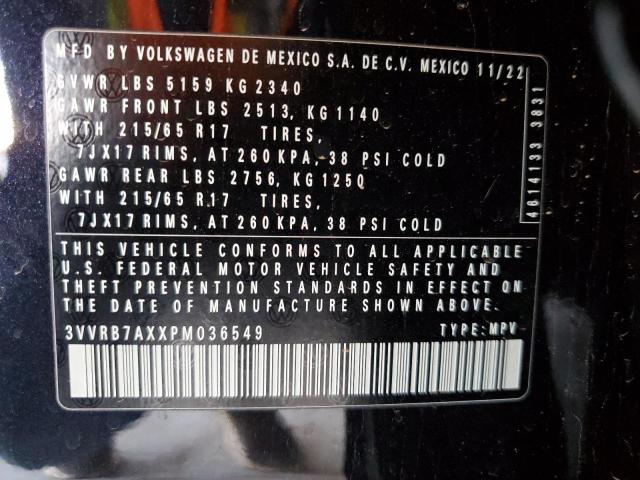 MFD BY VOLKSWAGEN DE MEXICO S.A. DE C.V. MEXICO 11/22
GVWR LBS 5159 KG 2340
GAWR FRONT LBS 2513, KG 1140
WITH 215/65 R17 TIRES,
7JX17 RIMS, AT 260 KPA, 38 PSI COLD
GAWR REAR LBS 2756, KG 1250
WITH 215/65 R17 TIRES,
7JX17 RIMS, AT 260 KPA, 38 PSI COLD
4614133 3831
THIS VEHICLE CONFORMS TO ALL APPLICABLE
U.S. FEDERAL MOTOR VEHICLE SAFETY AND
THEFT PREVENTION STANDARDS IN EFFECT ON
THE DATE OF MANUFACTURE SHOWN ABOVE.
3VVRB7AXXPM036549 TYPE:MPV